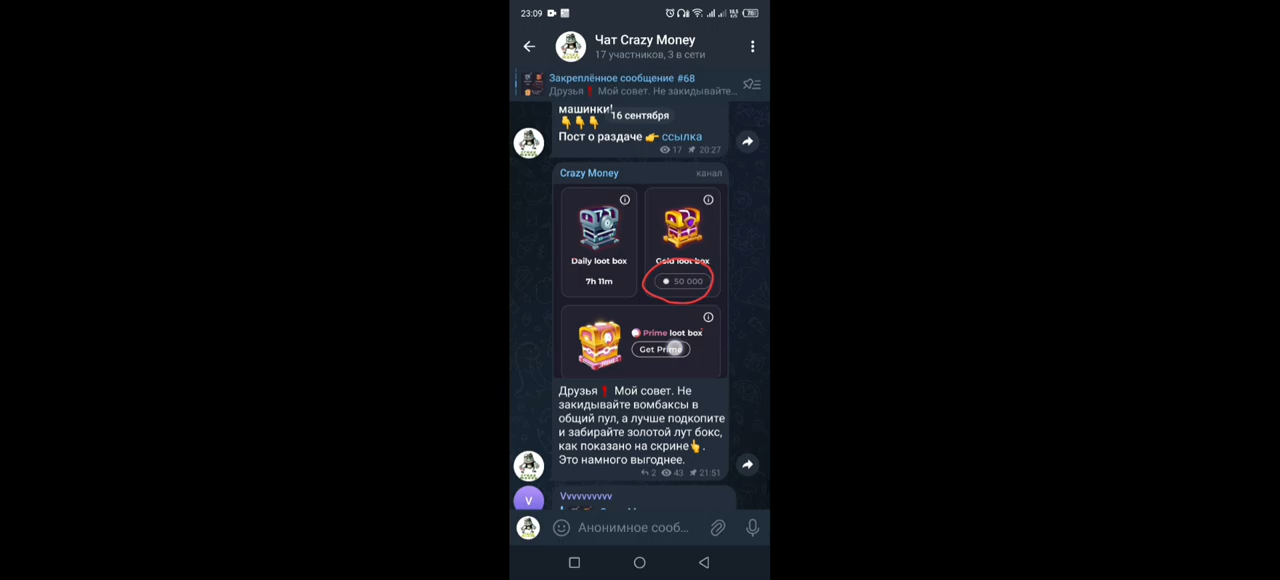 23:09
18,5 К/С
76
Чат Crazy Money
17 участников, 3 в сети
Закреплённое сообщение #68
Друзья❗ Мой совет. Не закидывайте...
машинки!
16 сентября
👇👇👇
Пост о раздаче 👉 ссылка
17 20:27
Crazy Money
канал
Daily loot box
Gold loot box
7h 11m
50 000
Prime loot box
Get Prime
Друзья❗ Мой совет. Не
закидывайте вомбаксы в
общий пул, а лучше подкопите
и забирайте золотой лут бокс,
как показано на скрине👆.
Это намного выгоднее.
2 43 21:51
Vvvvvvvvvv
V
Анонимное сооб...